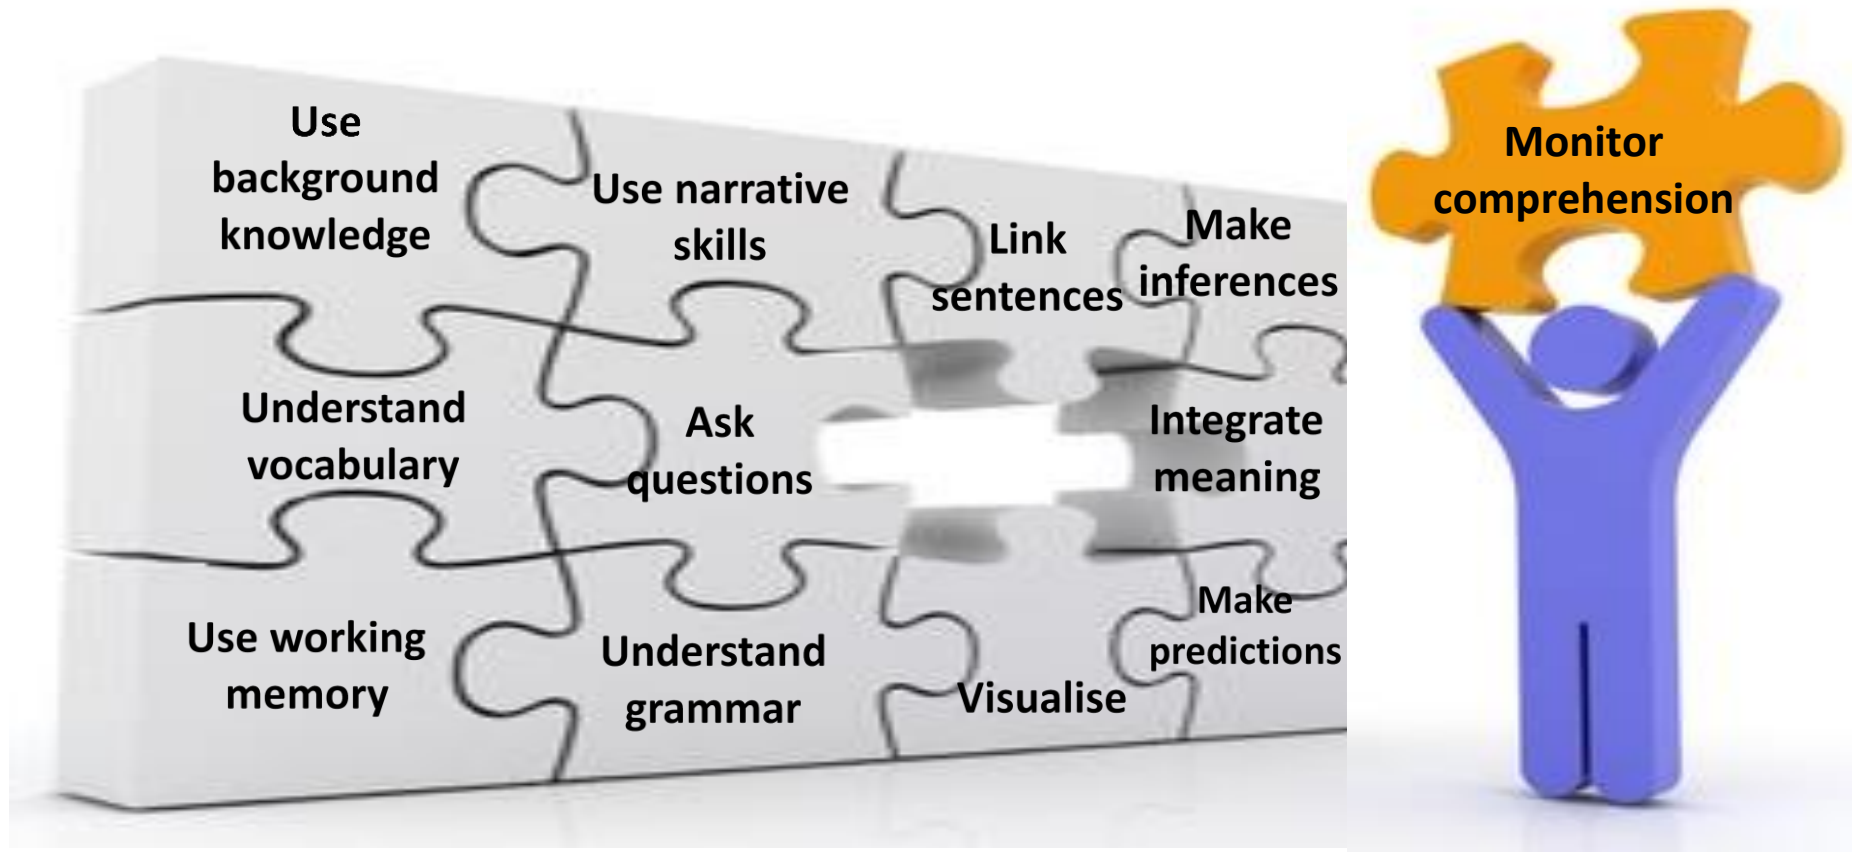 Use
background
knowledge
Use narrative
skills
Link
sentences
Make
inferences
Monitor
comprehension
Understand
vocabulary
Ask
questions
Integrate
meaning
Use working
memory
Understand
grammar
Visualise
Make
predictions